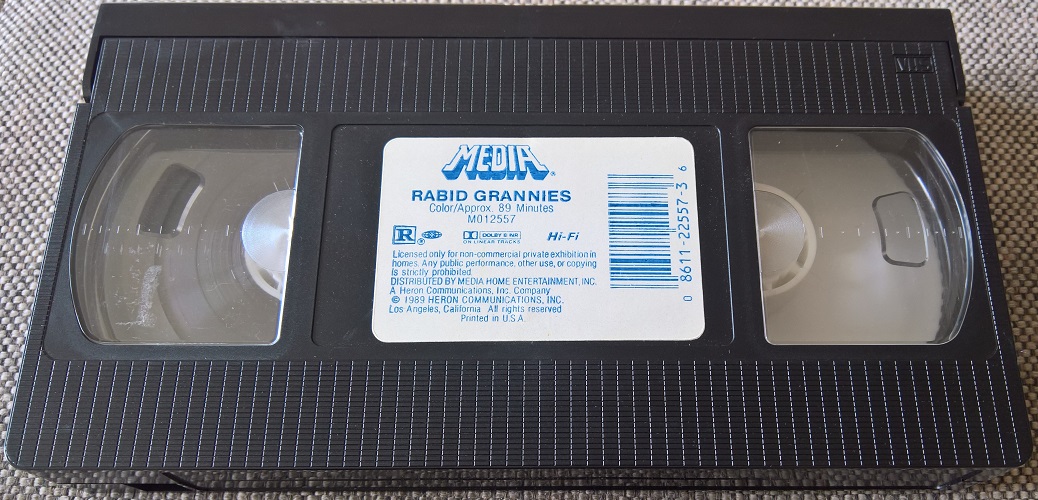 VHS
MEDIA®
RABID GRANNIES
Color/Approx. 89 Minutes
M012557
R ® DOLBY B NR Hi-Fi
ON LINEAR TRACKS
Licensed only for non-commercial private exhibition in
homes. Any public performance, other use, or copying
is strictly prohibited.
DISTRIBUTED BY MEDIA HOME ENTERTAINMENT, INC.
A Heron Communications, Inc. Company
© 1989 HERON COMMUNICATIONS, INC.
Los Angeles, California All rights reserved
Printed in U.S.A.
0 8611-22557-3 6